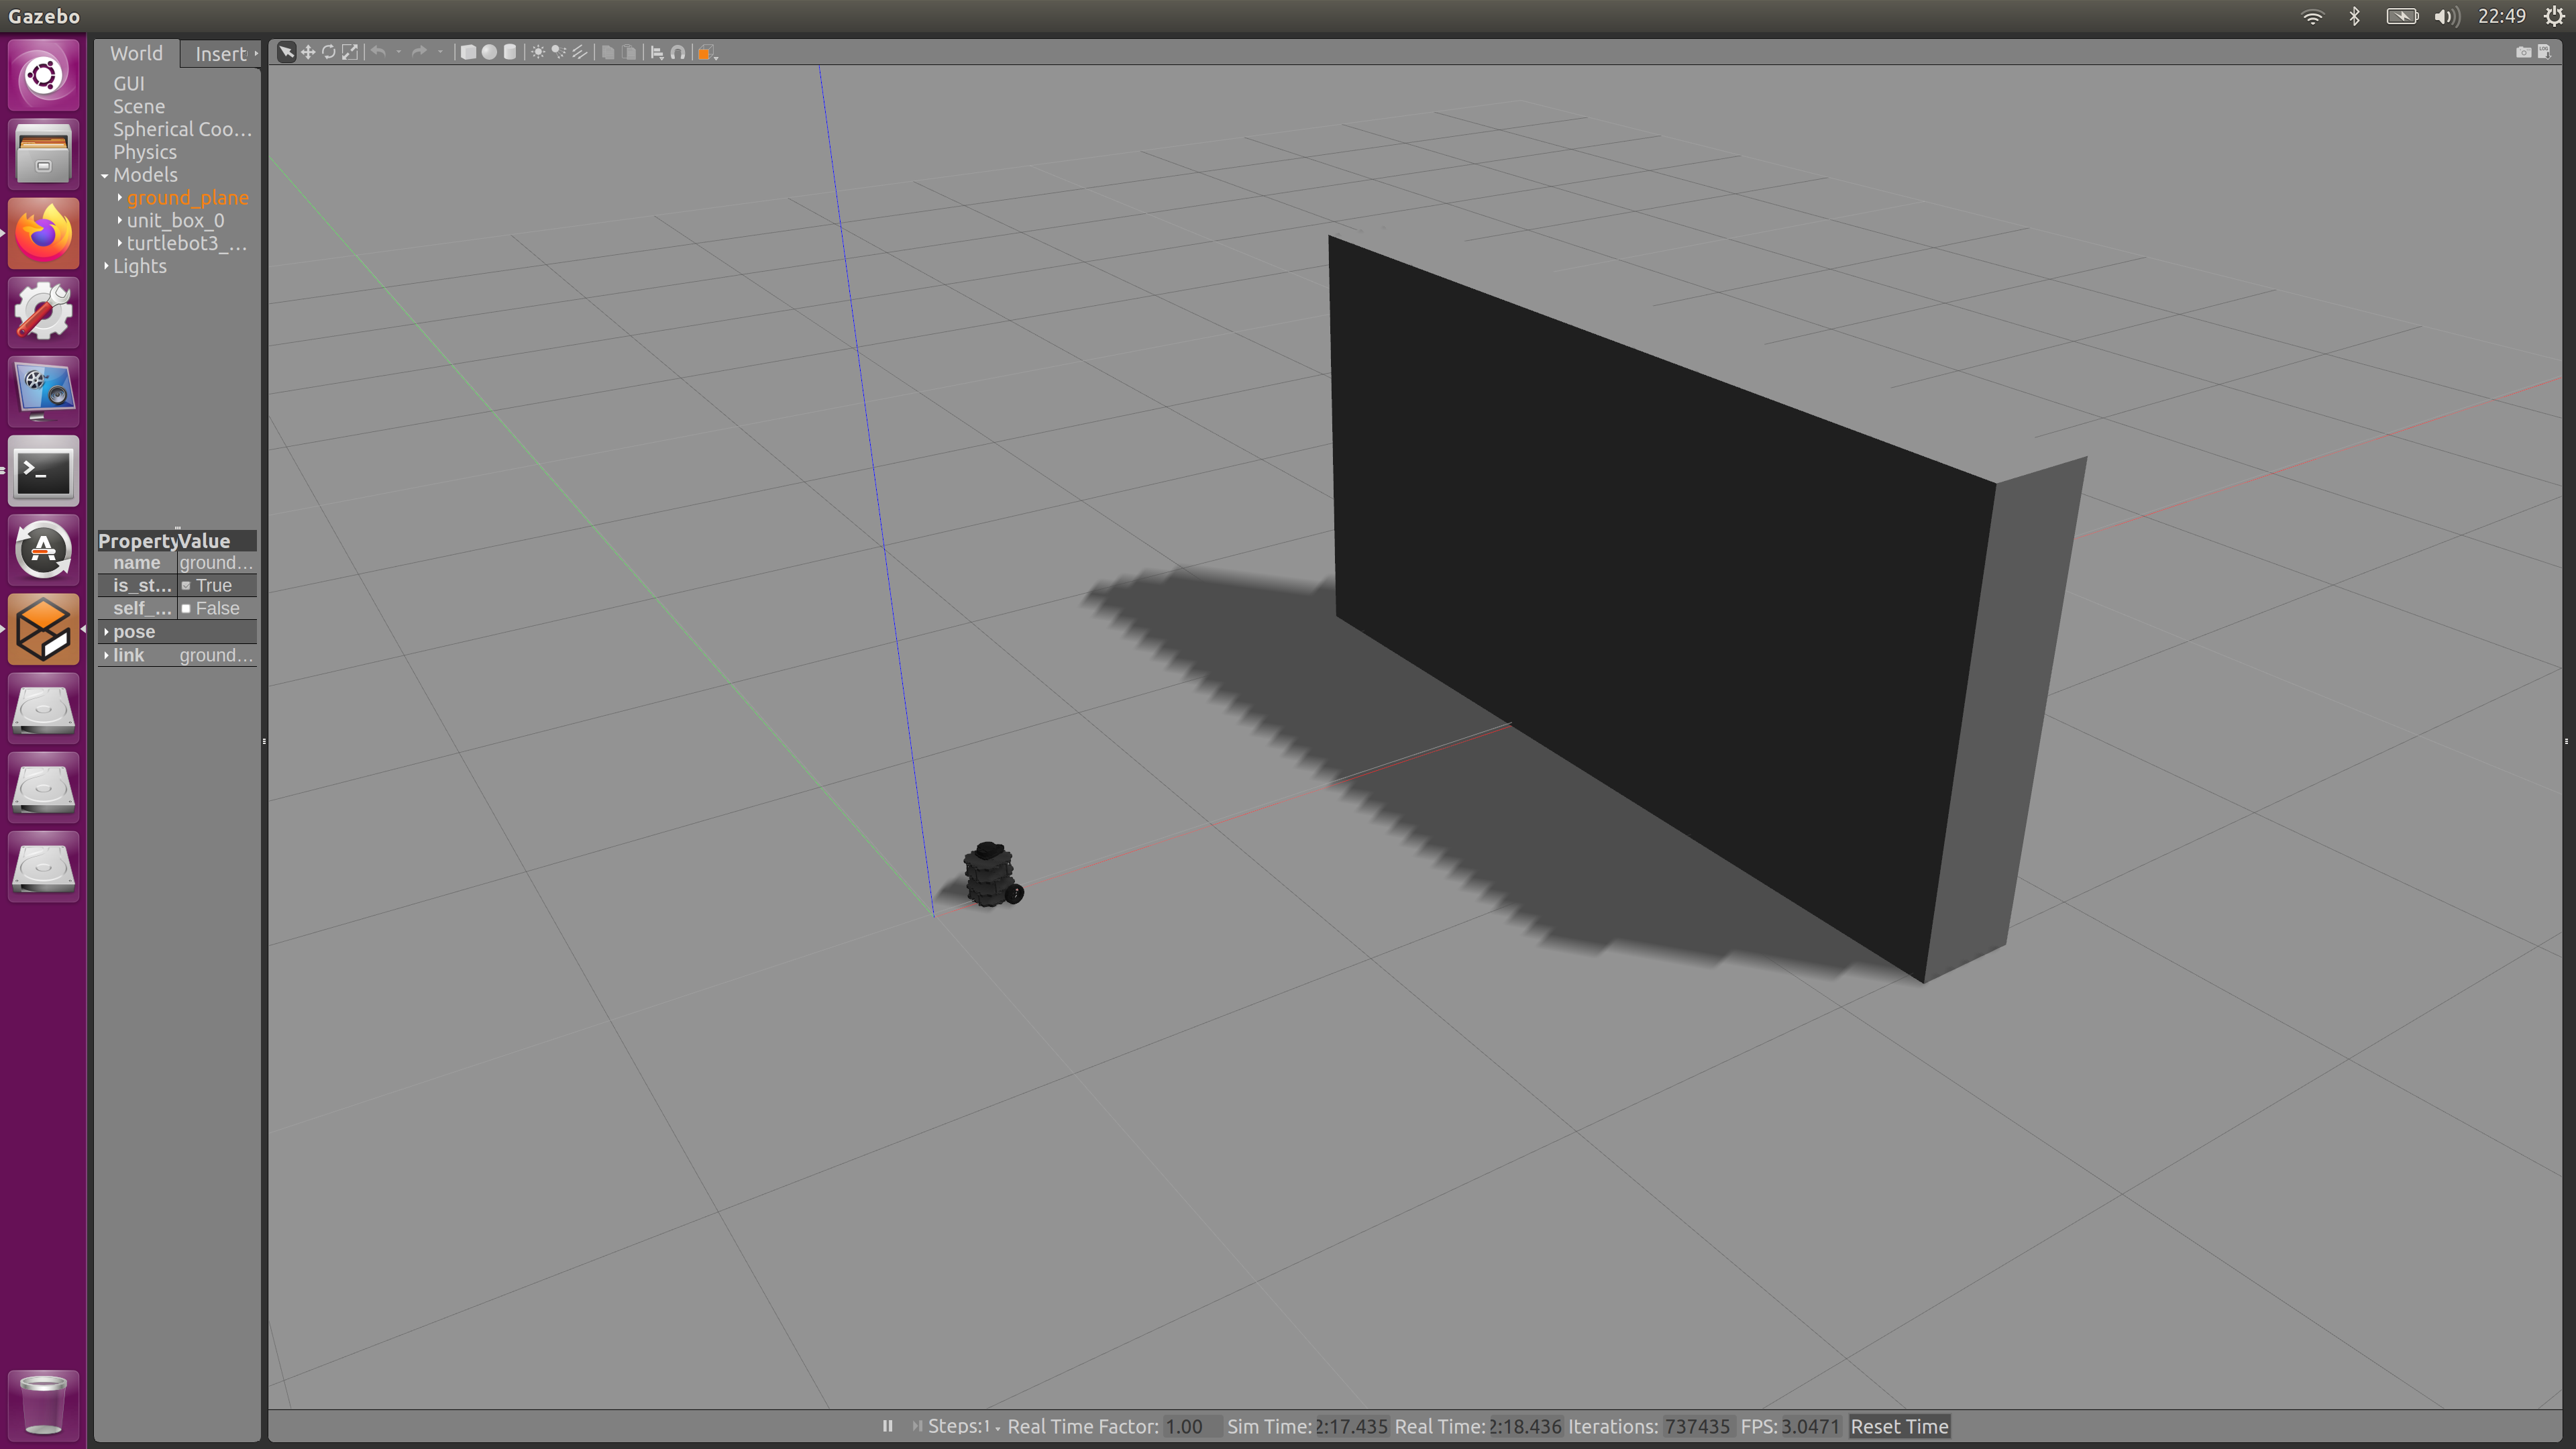 Gazebo
22:49
World
Insert
GUI
Scene
Spherical Coo...
Physics
Models
ground_plane
unit_box_0
turtlebot3_...
Lights
Property Value
name ground...
is_st... True
self_... False
pose
link ground...
Steps: 1 Real Time Factor: 1.00 Sim Time: 2:17.435 Real Time: 2:18.436 Iterations: 737435 FPS: 3.0471 Reset Time